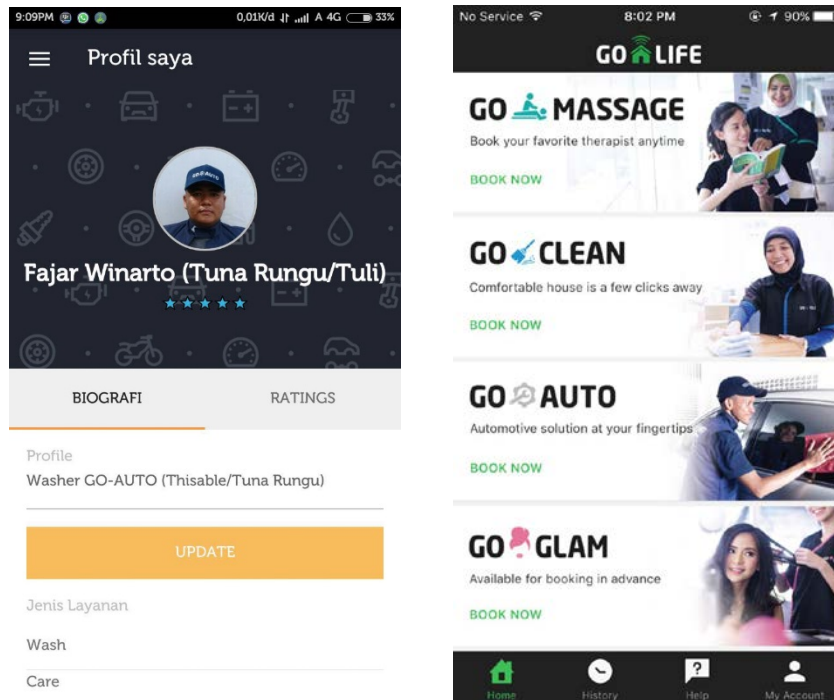 9:09PM 0,01K/d A 4G 33%
Profil saya
GO-AUTO
Fajar Winarto (Tuna Rungu/Tuli)
BIOGRAFI RATINGS
Profile
Washer GO-AUTO (Thisable/Tuna Rungu)
UPDATE
Jenis Layanan
Wash
Care
No Service 8:02 PM 90%
GO LIFE
GO MASSAGE
Book your favorite therapist anytime
BOOK NOW
GO CLEAN
Comfortable house is a few clicks away
BOOK NOW
GO AUTO
Automotive solution at your fingertips
BOOK NOW
GO GLAM
Available for booking in advance
BOOK NOW
Home History Help My Account